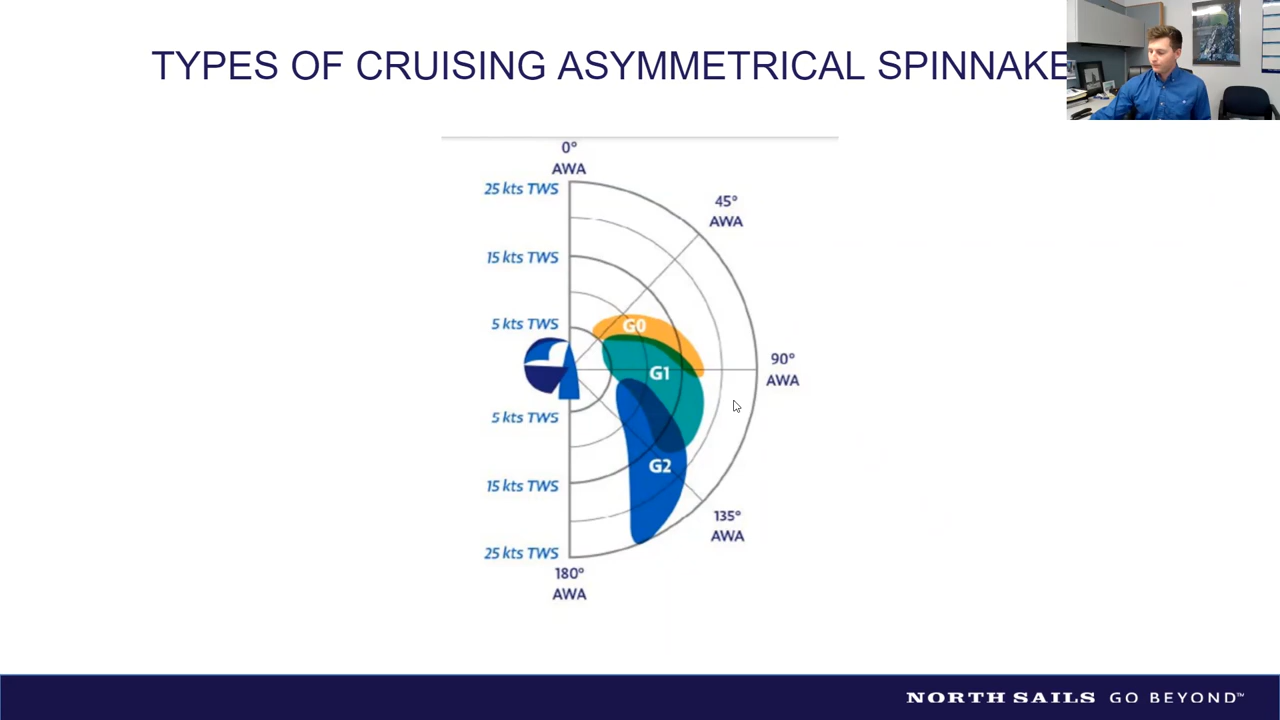 TYPES OF CRUISING ASYMMETRICAL SPINNAKE
0°
AWA
25 kts TWS
45°
AWA
15 kts TWS
5 kts TWS
G0
90°
AWA
G1
5 kts TWS
G2
15 kts TWS
135°
AWA
25 kts TWS
180°
AWA
NORTH SAILS GO BEYOND™